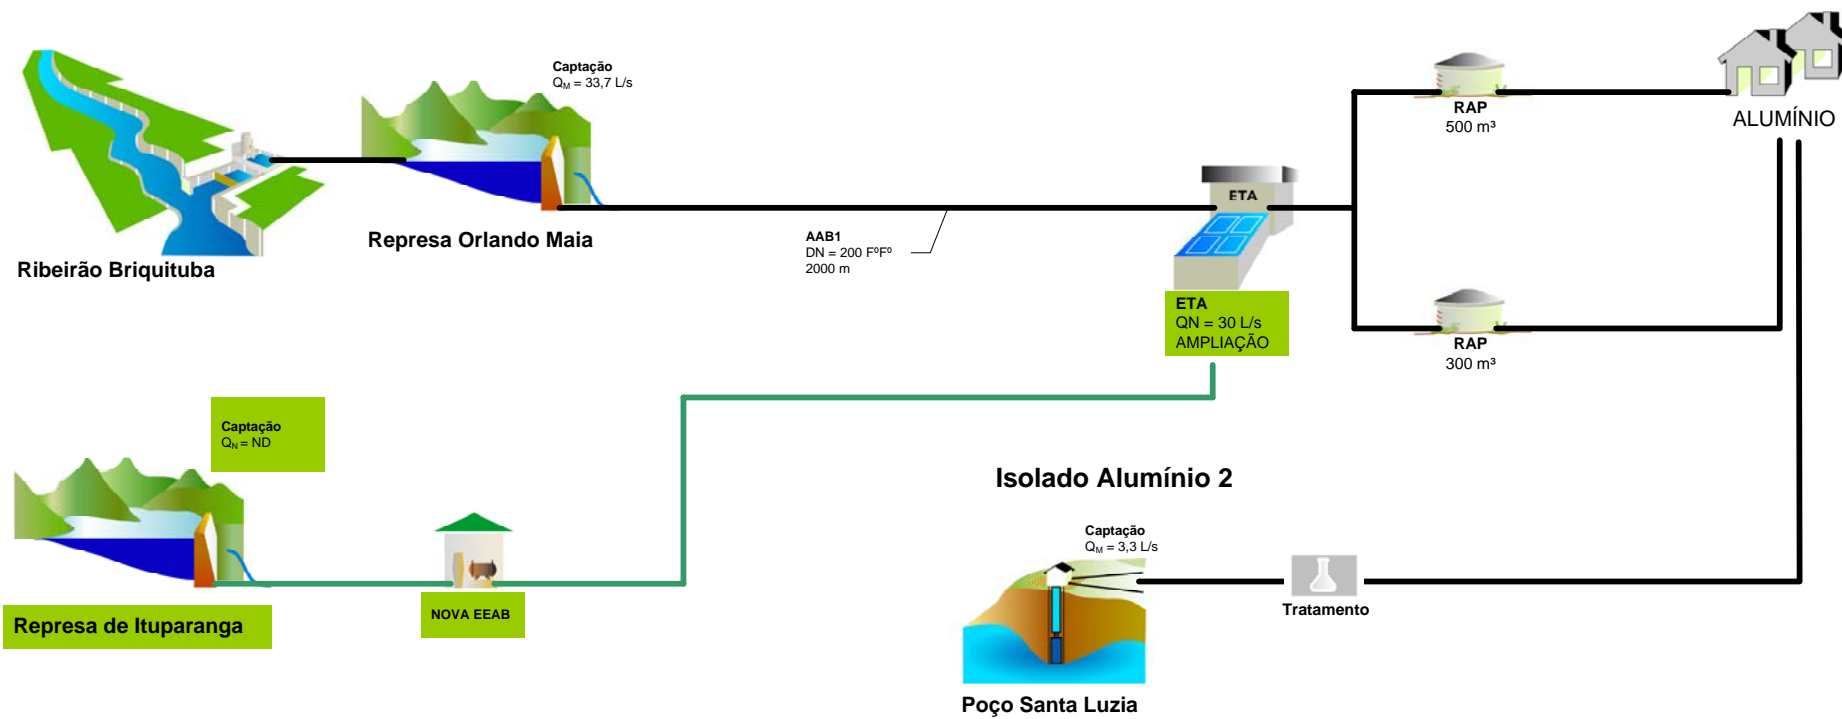 Captação
QM = 33,7 L/s
Ribeirão Briquituba
Represa Orlando Maia
AAB1
DN = 200 FºFº
2000 m
ETA
ETA
QN = 30 L/s
AMPLIAÇÃO
RAP
500 m³
ALUMÍNIO
RAP
300 m³
Captação
QN = ND
Represa de Ituparanga
NOVA EEAB
Isolado Alumínio 2
Captação
QM = 3,3 L/s
Tratamento
Poço Santa Luzia